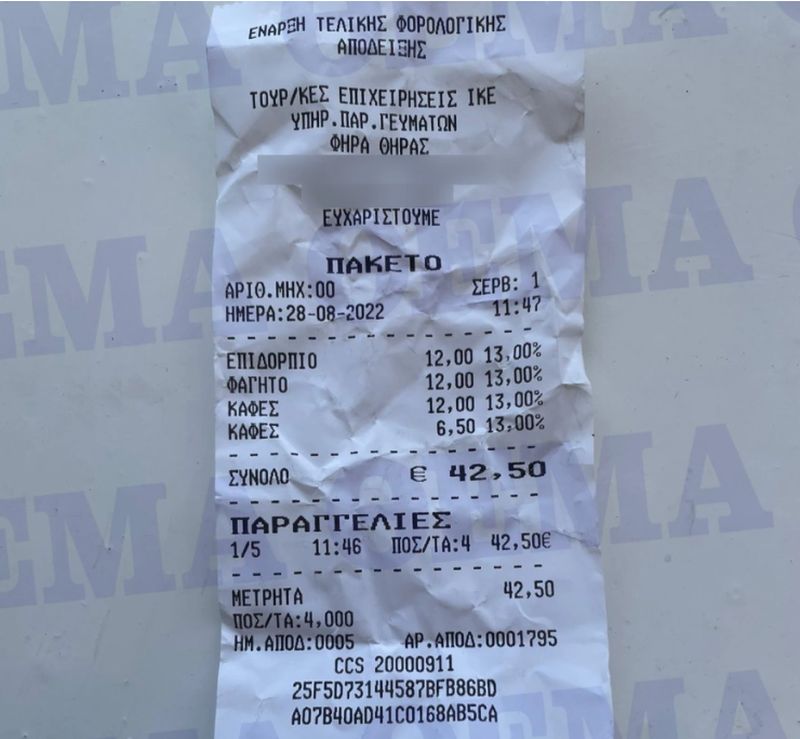 ΕΝΑΡΞΗ ΤΕΛΙΚΗΣ ΦΟΡΟΛΟΓΙΚΗΣ
ΑΠΟΔΕΙΞΗΣ
ΤΟΥΡ/ΚΕΣ ΕΠΙΧΕΙΡΗΣΕΙΣ ΙΚΕ
ΥΠΗΡ.ΠΑΡ.ΓΕΥΜΑΤΩΝ
ΦΗΡΑ ΘΗΡΑΣ
ΕΥΧΑΡΙΣΤΟΥΜΕ
ΠΑΚΕΤΟ
ΑΡΙΘ.ΜΗΧ:00 ΣΕΡΒ: 1
ΗΜΕΡΑ:28-08-2022 11:47
ΕΠΙΔΟΡΠΙΟ 12,00 13,00%
ΦΑΓΗΤΟ 12,00 13,00%
ΚΑΦΕΣ 12,00 13,00%
ΚΑΦΕΣ 6,50 13,00%
ΣΥΝΟΛΟ € 42,50
ΠΑΡΑΓΓΕΛΙΕΣ
1/5 11:46 ΠΟΣ/ΤΑ:4 42,50€
ΜΕΤΡΗΤΑ 42,50
ΠΟΣ/ΤΑ:4,000
ΗΜ.ΑΠΟΔ:0005 ΑΡ.ΑΠΟΔ:0001795
CCS 20000911
25F5D73144587BFB86BD
A07B40AD41C0168AB5CA